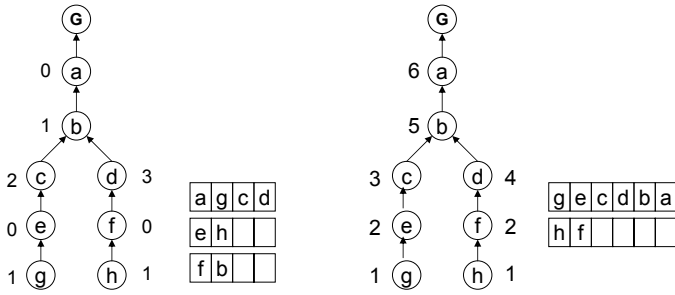 G G
0 a 6 a
1 b 5 b
2 c d 3 3 c d 4
a g c d g e c d b a
0 e f 0 e h 2 e f 2 h f
1 g h 1 f b 1 g h 1